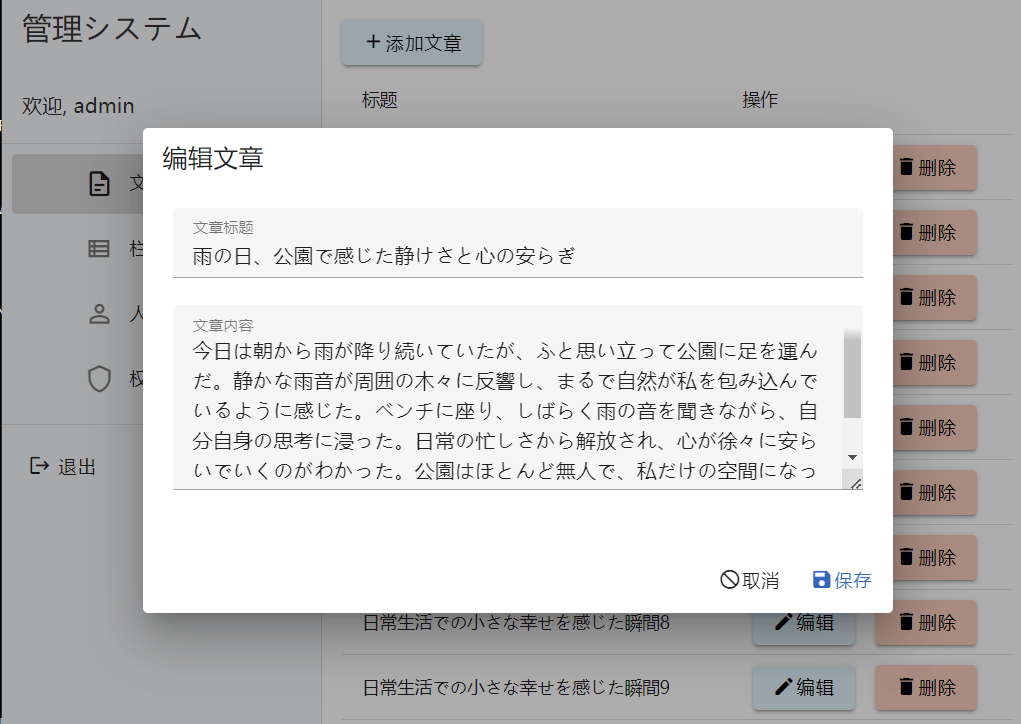 管理システム
欢迎, admin
文
栏
人
权
退出
添加文章
标题
操作
删除
删除
删除
删除
删除
删除
删除
编辑文章
文章标题
雨の日、公園で感じた静けさと心の安らぎ
文章内容
今日は朝から雨が降り続いていたが、ふと思い立って公園に足を運ん
だ。静かな雨音が周囲の木々に反響し、まるで自然が私を包み込んで
いるように感じた。ベンチに座り、しばらく雨の音を聞きながら、自
分自身の思考に浸った。日常の忙しさから解放され、心が徐々に安ら
いでいくのがわかった。公園はほとんど無人で、私だけの空間になっ
取消
保存
日常生活での小さな幸せを感じた瞬間8
编辑
删除
日常生活での小さな幸せを感じた瞬間9
编辑
删除